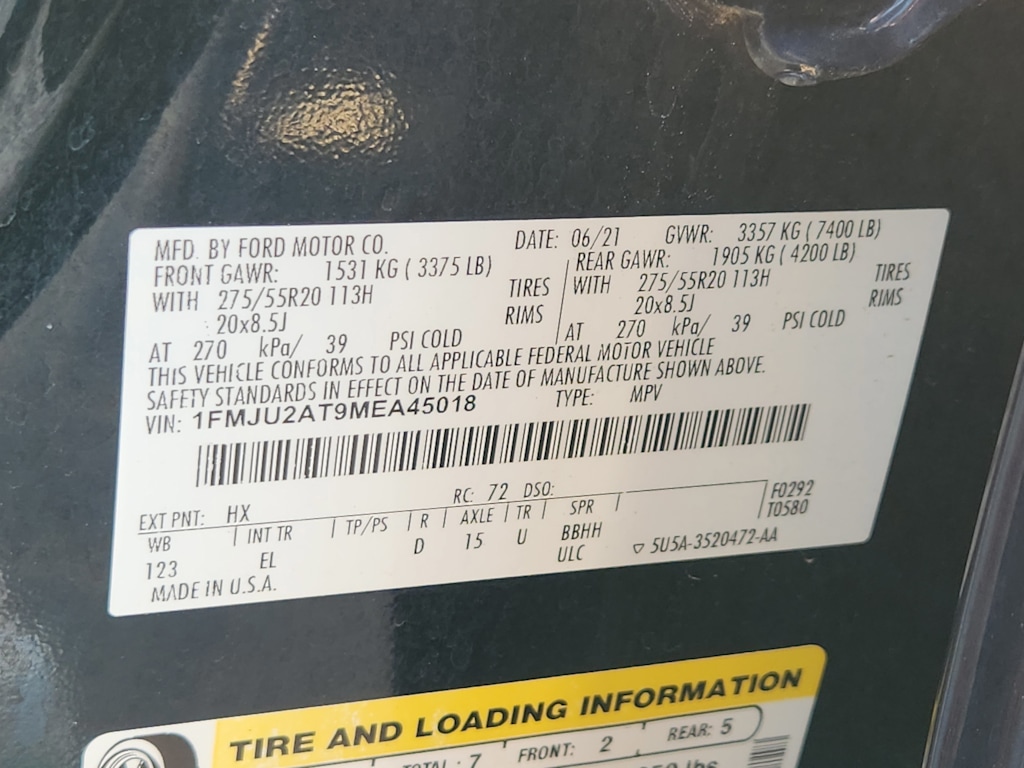 MFD. BY FORD MOTOR CO. DATE: 06/21 GVWR: 3357 KG ( 7400 LB)
FRONT GAWR: 1531 KG ( 3375 LB) REAR GAWR: 1905 KG ( 4200 LB)
WITH 275/55R20 113H TIRES WITH 275/55R20 113H TIRES
20x8.5J RIMS 20x8.5J RIMS
AT 270 kPa/ 39 PSI COLD AT 270 kPa/ 39 PSI COLD
THIS VEHICLE CONFORMS TO ALL APPLICABLE FEDERAL MOTOR VEHICLE
SAFETY STANDARDS IN EFFECT ON THE DATE OF MANUFACTURE SHOWN ABOVE.
VIN: 1FMJU2AT9MEA45018 TYPE: MPV
EXT PNT: HX RC: 72 DSO: F0292
WB INT TR TP/PS R AXLE TR SPR T0580
123 EL D 15 U BBHH
ULC 5U5A-3520472-AA
MADE IN U.S.A.
TIRE AND LOADING INFORMATION
TOTAL: 7 FRONT: 2 REAR: 5
lbs